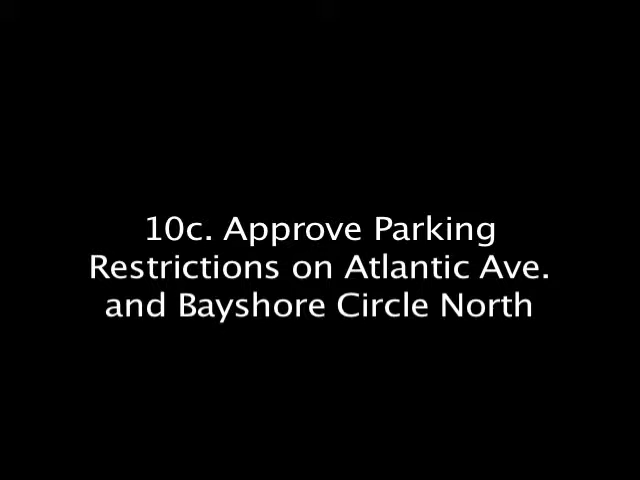 10c. Approve Parking
Restrictions on Atlantic Ave.
and Bayshore Circle North